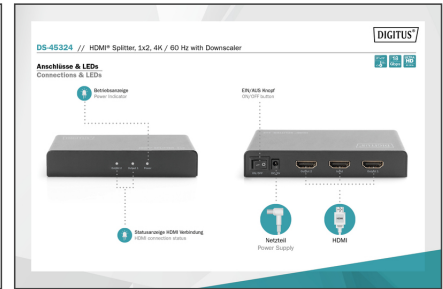 DIGITUS®
DS-45324 // HDMI® Splitter, 1x2, 4K / 60 Hz with Downscaler
Anschlüsse & LEDs
Connections & LEDs
Betriebsanzeige
Power Indicator
EIN/AUS Knopf
ON/OFF button
Statusanzeige HDMI Verbindung
HDMI connection status
Netzteil
Power Supply
HDMI